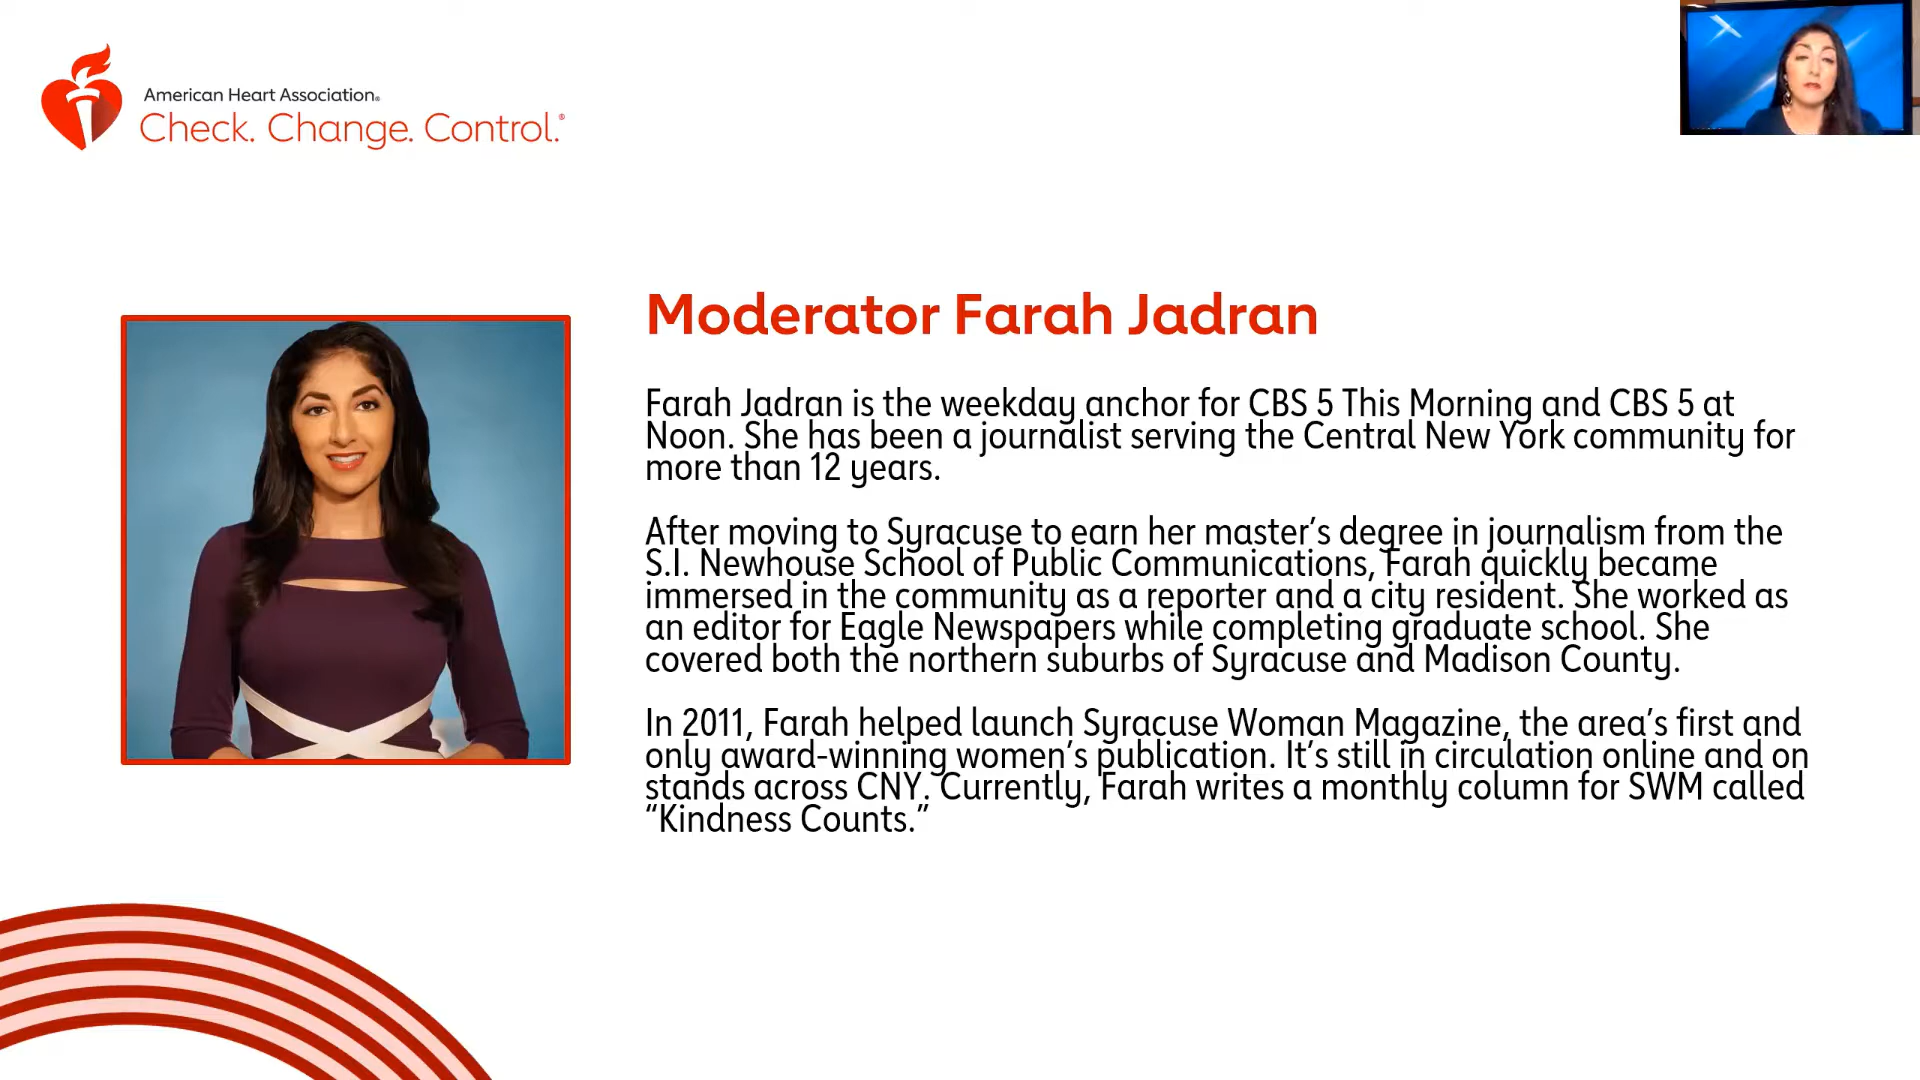 American Heart Association®
Check. Change. Control.®
Moderator Farah Jadran
Farah Jadran is the weekday anchor for CBS 5 This Morning and CBS 5 at
Noon. She has been a journalist serving the Central New York community for
more than 12 years.
After moving to Syracuse to earn her master’s degree in journalism from the
S.I. Newhouse School of Public Communications, Farah quickly became
immersed in the community as a reporter and a city resident. She worked as
an editor for Eagle Newspapers while completing graduate school. She
covered both the northern suburbs of Syracuse and Madison County.
In 2011, Farah helped launch Syracuse Woman Magazine, the area’s first and
only award-winning women’s publication. It’s still in circulation online and on
stands across CNY. Currently, Farah writes a monthly column for SWM called
“Kindness Counts.”